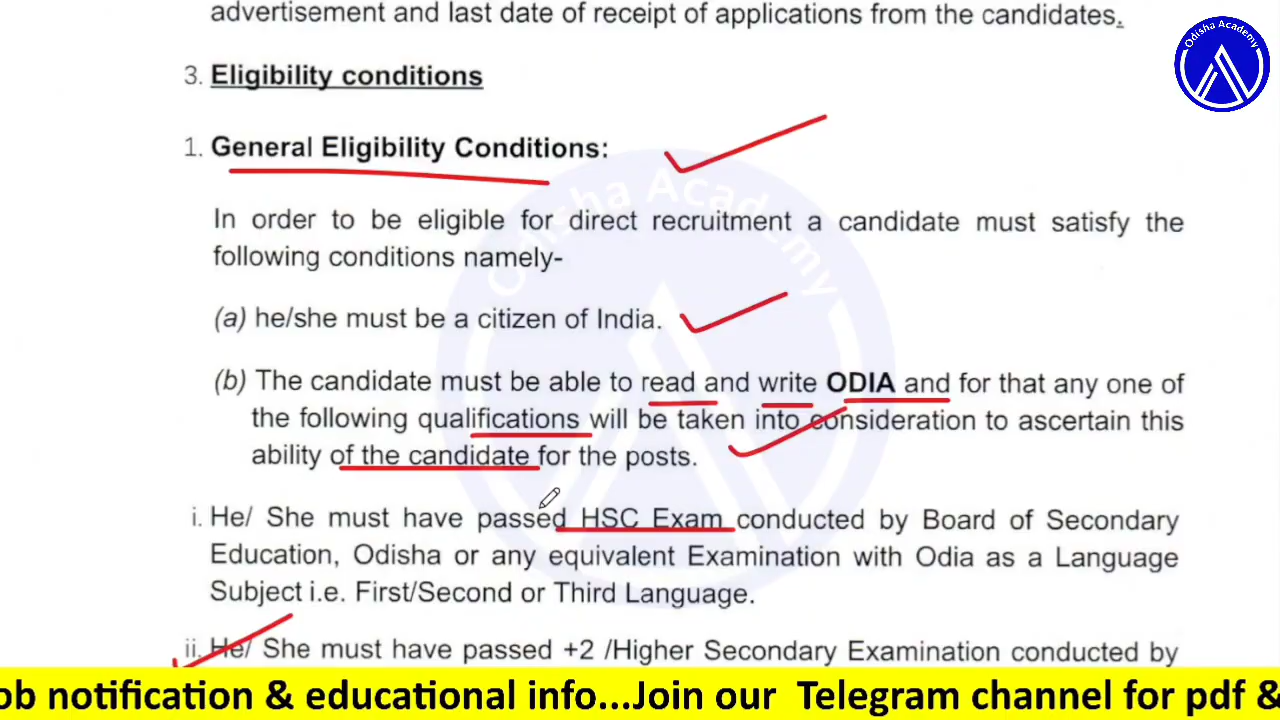 advertisement and last date of receipt of applications from the candidates.
Odisha Academy
3. Eligibility conditions
1. General Eligibility Conditions:
Odisha Academy
In order to be eligible for direct recruitment a candidate must satisfy the
following conditions namely-
(a) he/she must be a citizen of India.
(b) The candidate must be able to read and write ODIA and for that any one of
the following qualifications will be taken into consideration to ascertain this
ability of the candidate for the posts.
i. He/ She must have passed HSC Exam conducted by Board of Secondary
Education, Odisha or any equivalent Examination with Odia as a Language
Subject i.e. First/Second or Third Language.
ii. He/ She must have passed +2 /Higher Secondary Examination conducted by
ob notification & educational info...Join our Telegram channel for pdf &